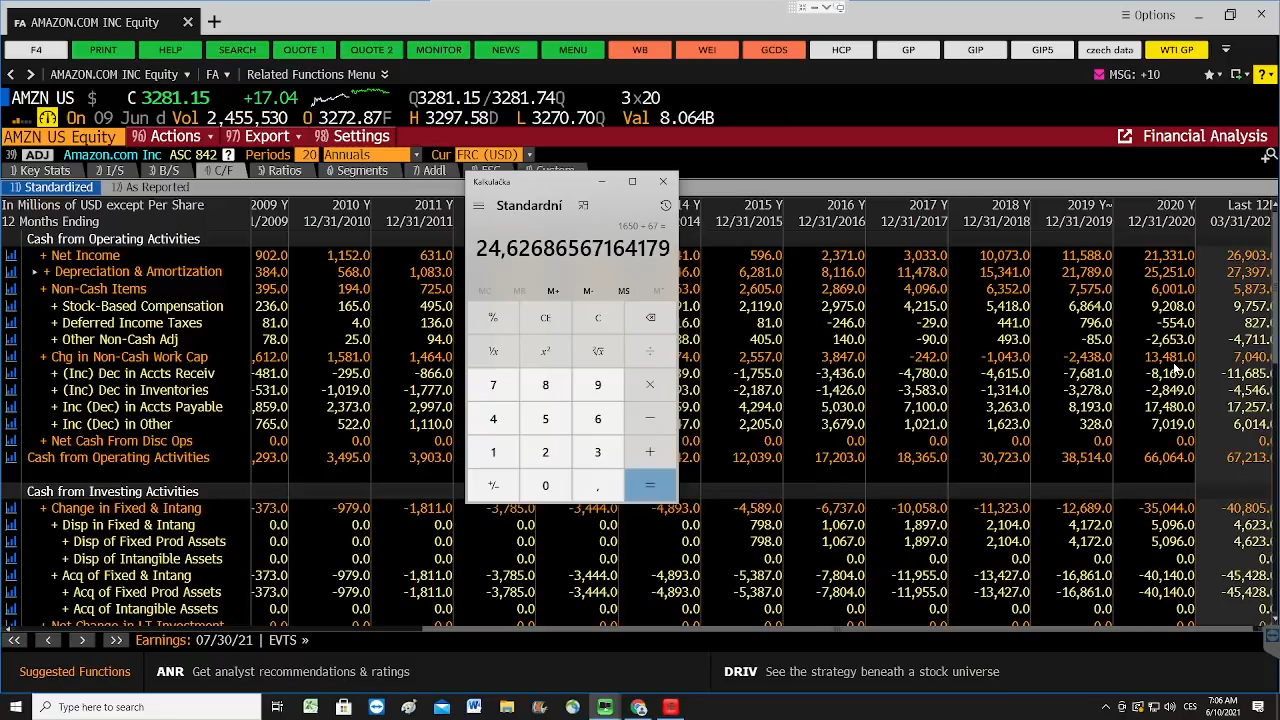 FA AMAZON.COM INC Equity
Options
F4 PRINT HELP SEARCH QUOTE 1 QUOTE 2 MONITOR NEWS MENU WB WEI GCDS HCP GP GIP GIP5 czech data WTI GP
AMAZON.COM INC Equity FA Related Functions Menu MSG: +10 ?
AMZN US $ C 3281.15 +17.04 Q3281.15/3281.74Q 3x20
On 09 Jun d Vol 2,455,530 O 3272.87F H 3297.58D L 3270.70Q Val 8.064B
AMZN US Equity 96) Actions 97) Export 98) Settings Financial Analysis
39) ADJ Amazon.com Inc ASC 842 ? Periods 20 Annuals Cur FRC (USD)
1) Key Stats 2) I/S 3) B/S 4) C/F 5) Ratios 6) Segments 7) Addl
11) Standardized 12) As Reported
Kalkulačka
Standardní
1650 ÷ 67 =
24,62686567164179
MC MR M+ M- MS
% CE C
¹/x x² ²√x ÷
7 8 9 ×
4 5 6 −
1 2 3 +
+/− 0 , =
In Millions of USD except Per Share 2009 Y 2010 Y 2011 Y 14 Y 2015 Y 2016 Y 2017 Y 2018 Y 2019 Y~ 2020 Y Last 12
12 Months Ending 1/2009 12/31/2010 12/31/2011 2014 12/31/2015 12/31/2016 12/31/2017 12/31/2018 12/31/2019 12/31/2020 03/31/202
Cash from Operating Activities
+ Net Income 902.0 1,152.0 631.0 41.0 596.0 2,371.0 3,033.0 10,073.0 11,588.0 21,331.0 26,903.
+ Depreciation & Amortization 384.0 568.0 1,083.0 6,281.0 8,116.0 11,478.0 15,341.0 21,789.0 25,251.0 27,397.
+ Non-Cash Items 395.0 194.0 725.0 2,605.0 2,869.0 4,096.0 6,352.0 7,575.0 6,001.0 5,873.
+ Stock-Based Compensation 236.0 165.0 495.0 2,119.0 2,975.0 4,215.0 5,418.0 6,864.0 9,208.0 9,757.
+ Deferred Income Taxes 81.0 4.0 136.0 81.0 -246.0 -29.0 441.0 796.0 -554.0 827.
+ Other Non-Cash Adj 78.0 25.0 94.0 405.0 140.0 -90.0 493.0 -85.0 -2,653.0 -4,711.
+ Chg in Non-Cash Work Cap ,612.0 1,581.0 1,464.0 74.0 2,557.0 3,847.0 -242.0 -1,043.0 -2,438.0 13,481.0 7,040.
+ (Inc) Dec in Accts Receiv -481.0 -295.0 -866.0 -1,755.0 -3,436.0 -4,780.0 -4,615.0 -7,681.0 -11,685.
+ (Inc) Dec in Inventories -531.0 -1,019.0 -1,777.0 -2,187.0 -1,426.0 -3,583.0 -1,314.0 -3,278.0 -2,849.0 -4,546.
+ Inc (Dec) in Accts Payable ,859.0 2,373.0 2,997.0 4,294.0 5,030.0 7,100.0 3,263.0 8,193.0 17,480.0 17,257.
+ Inc (Dec) in Other 765.0 522.0 1,110.0 2,205.0 3,679.0 1,021.0 1,623.0 328.0 7,019.0 6,014.
+ Net Cash From Disc Ops 0.0 0.0 0.0 0.0 0.0 0.0 0.0 0.0 0.0 0.0
Cash from Operating Activities ,293.0 3,495.0 3,903.0 12,039.0 17,203.0 18,365.0 30,723.0 38,514.0 66,064.0 67,213.
Cash from Investing Activities
+ Change in Fixed & Intang -373.0 -979.0 -1,811.0 -3,785.0 -3,444.0 -4,893.0 -4,589.0 -6,737.0 -10,058.0 -11,323.0 -12,689.0 -35,044.0 -40,805.
+ Disp in Fixed & Intang 0.0 0.0 0.0 0.0 0.0 0.0 798.0 1,067.0 1,897.0 2,104.0 4,172.0 5,096.0 4,623.
+ Disp of Fixed Prod Assets 0.0 0.0 0.0 0.0 0.0 0.0 798.0 1,067.0 1,897.0 2,104.0 4,172.0 5,096.0 4,623.
+ Disp of Intangible Assets 0.0 0.0 0.0 0.0 0.0 0.0 0.0 0.0 0.0 0.0 0.0 0.0 0.
+ Acq of Fixed & Intang -373.0 -979.0 -1,811.0 -3,785.0 -3,444.0 -4,893.0 -5,387.0 -7,804.0 -11,955.0 -13,427.0 -16,861.0 -40,140.0 -45,428.
+ Acq of Fixed Prod Assets -373.0 -979.0 -1,811.0 -3,785.0 -3,444.0 -4,893.0 -5,387.0 -7,804.0 -11,955.0 -13,427.0 -16,861.0 -40,140.0 -45,428.
+ Acq of Intangible Assets 0.0 0.0 0.0 0.0 0.0 0.0 0.0 0.0 0.0 0.0 0.0 0.0 0.
+ Net Change in LT Investment
<< < > >> Earnings: 07/30/21 | EVTS »
Suggested Functions ANR Get analyst recommendations & ratings DRIV See the strategy beneath a stock universe
Type here to search
CES 7:06 AM
6/10/2021